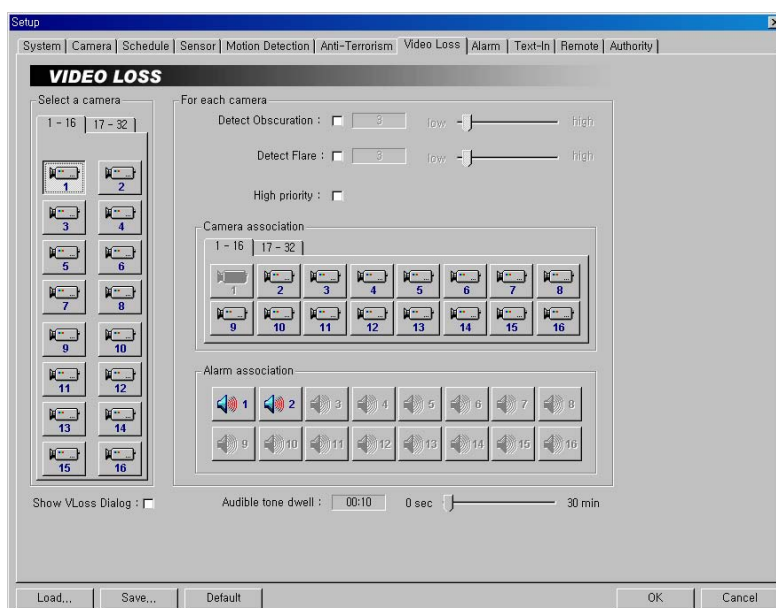 Setup
System Camera Schedule Sensor Motion Detection Anti-Terrorism Video Loss Alarm Text-In Remote Authority
VIDEO LOSS
Select a camera
1 - 16 17 - 32
1 2
3 4
5 6
7 8
9 10
11 12
13 14
15 16
Show VLoss Dialog :
For each camera
Detect Obscuration : 3 low high
Detect Flare : 3 low high
High priority :
Camera association
1 - 16 17 - 32
1 2 3 4 5 6 7 8
9 10 11 12 13 14 15 16
Alarm association
1 2 3 4 5 6 7 8
9 10 11 12 13 14 15 16
Audible tone dwell : 00:10 0 sec 30 min
Load,,, Save,,, Default OK Cancel